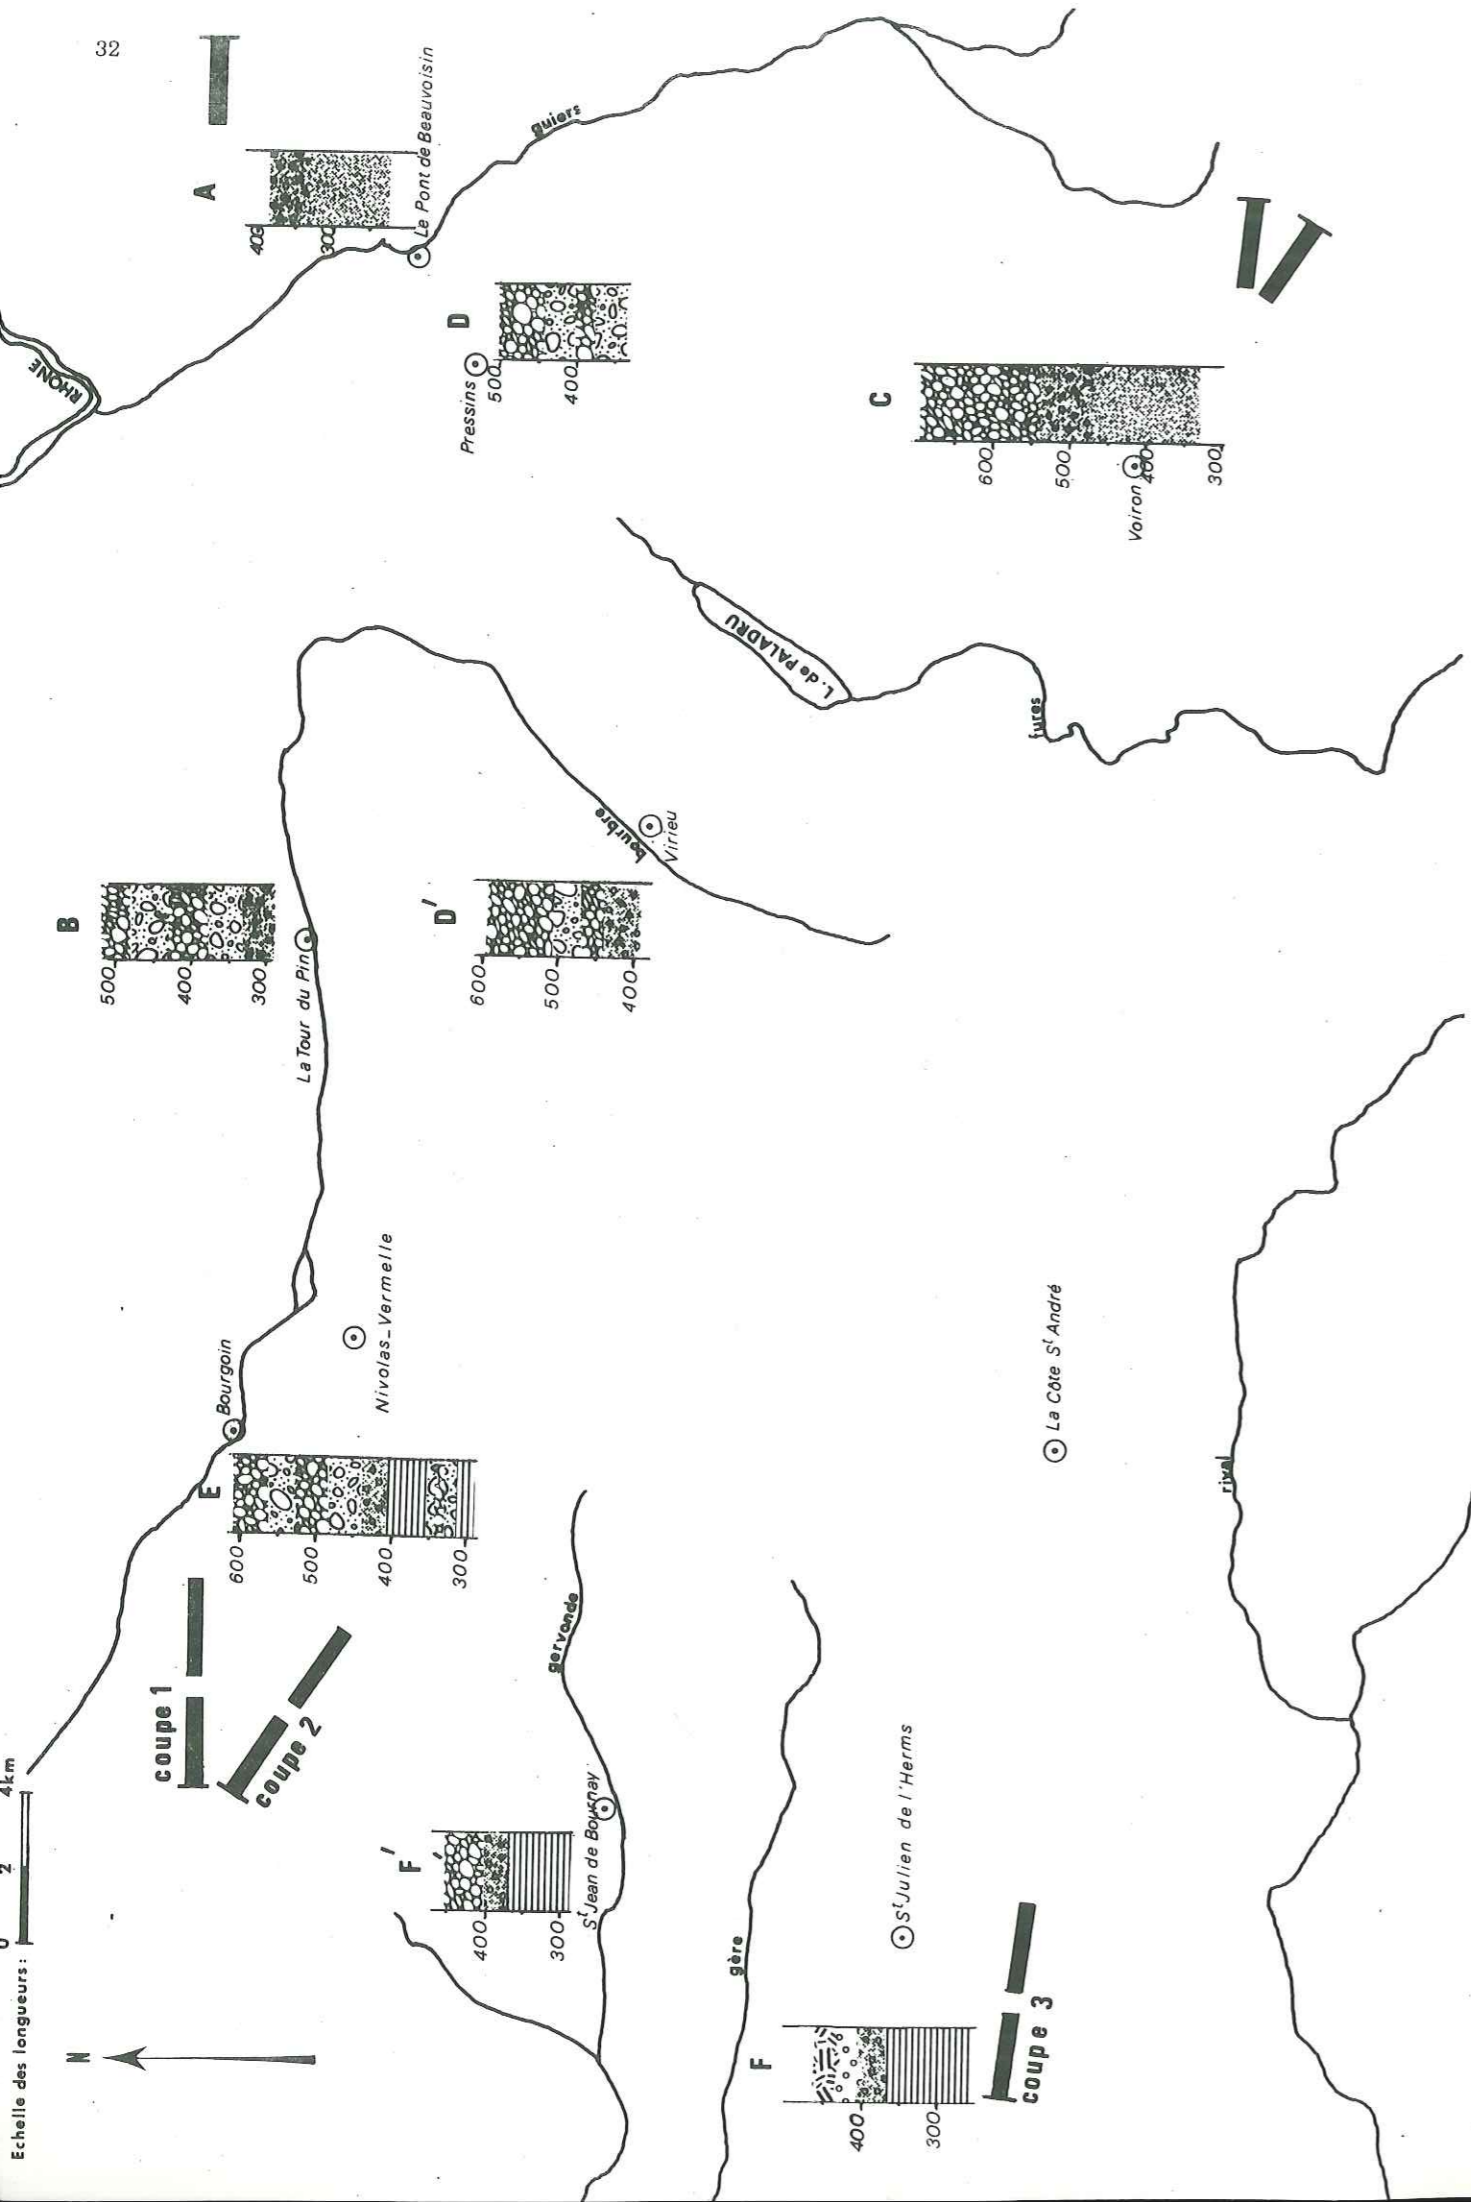 32
Echelle des longueurs:
0 2 4km
N
RHONE
guiers
Le Pont de Beauvoisin
A
400
300
D
Pressins
500
400
C
600
500
400
300
Voiron
L. de PALADRU
fures
B
500
400
300
La Tour du Pin
bourbre
Virieu
D'
600
500
400
Bourgoin
Nivolas_Vermelle
E
600
500
400
300
coupe 1
coupe 2
gervonde
F'
400
300
St Jean de Bournay
gère
St Julien de l'Herms
F
400
300
coupe 3
La Côte St André
rival